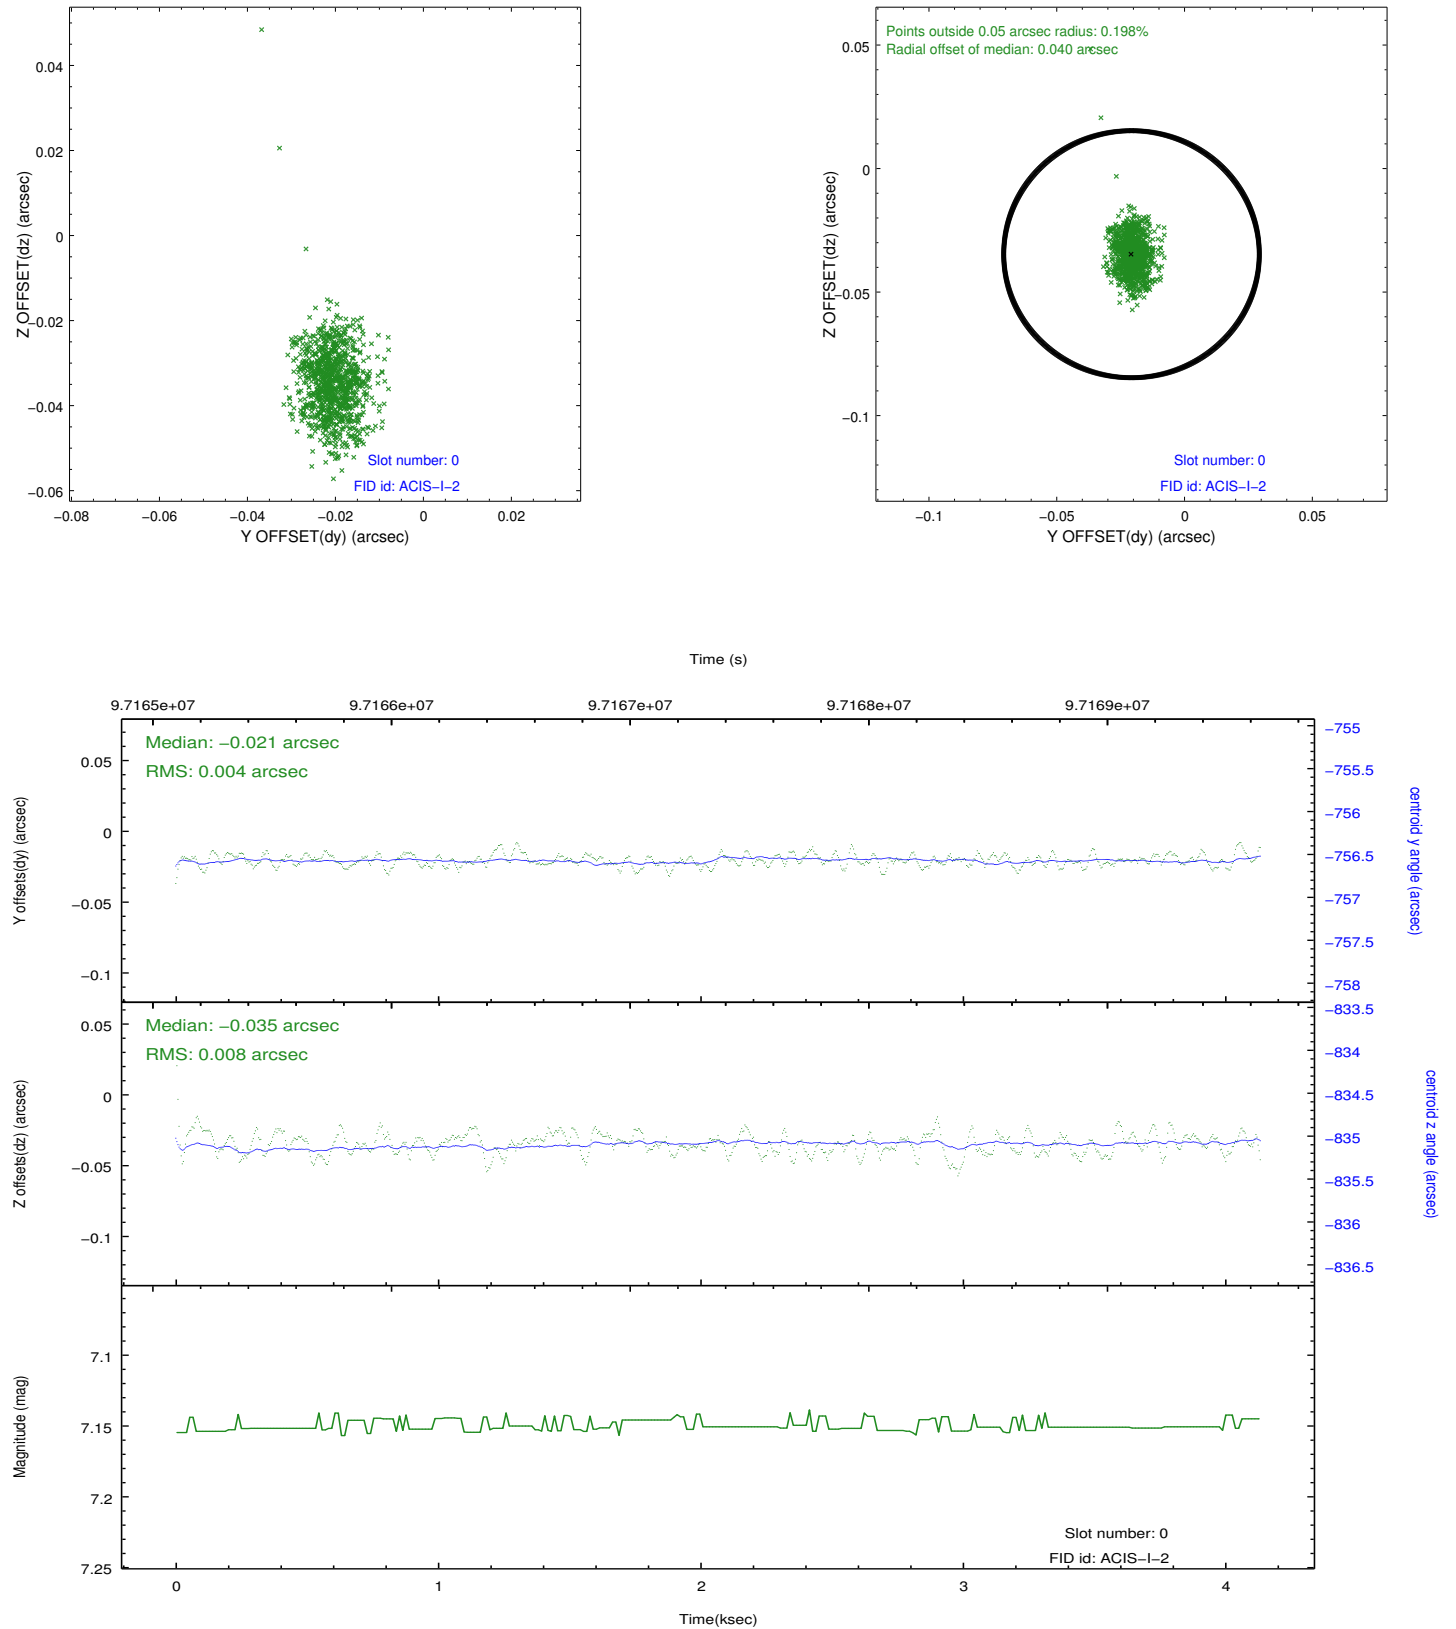 0.04
0.02
0
−0.02
−0.04
−0.06
Z OFFSET(dz) (arcsec)
Slot number: 0
FID id: ACIS−I−2
−0.08
−0.06
−0.04
−0.02
0
0.02
Y OFFSET(dy) (arcsec)
Points outside 0.05 arcsec radius: 0.198%
Radial offset of median: 0.040 arcsec
0.05
0
−0.05
−0.1
Z OFFSET(dz) (arcsec)
Slot number: 0
FID id: ACIS−I−2
−0.1
−0.05
0
0.05
Y OFFSET(dy) (arcsec)
Time (s)
9.7165e+07
9.7166e+07
9.7167e+07
9.7168e+07
9.7169e+07
Median: −0.021 arcsec
RMS: 0.004 arcsec
0.05
0
−0.05
−0.1
Y offsets(dy) (arcsec)
−755
−755.5
−756
−756.5
−757
−757.5
−758
centroid y angle (arcsec)
Median: −0.035 arcsec
RMS: 0.008 arcsec
0.05
0
−0.05
−0.1
Z offsets(dz) (arcsec)
−833.5
−834
−834.5
−835
−835.5
−836
−836.5
centroid z angle (arcsec)
7.1
7.15
7.2
7.25
Magnitude (mag)
Slot number: 0
FID id: ACIS−I−2
0
1
2
3
4
Time(ksec)